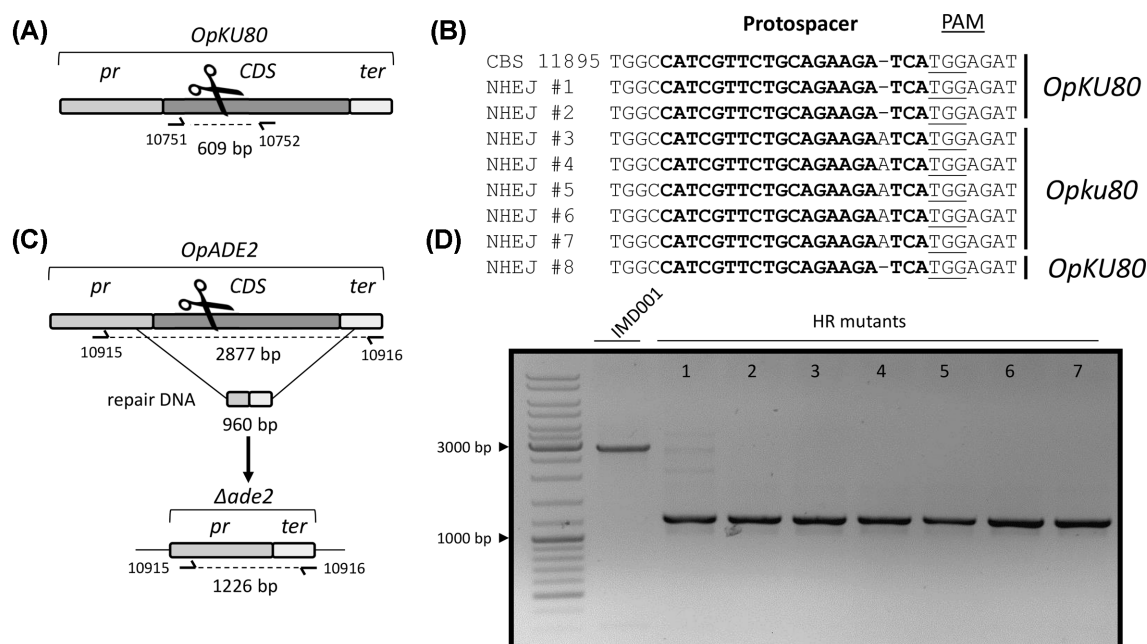 (A)
OpKU80
pr CDS ter
10751 10752
609 bp
(B)
Protospacer PAM
CBS 11895 TGGCCATCGTTCTGCAGAAGA-TCATGGAGAT
NHEJ #1 TGGCCATCGTTCTGCAGAAGA-TCATGGAGAT
NHEJ #2 TGGCCATCGTTCTGCAGAAGA-TCATGGAGAT
OpKU80
NHEJ #3 TGGCCATCGTTCTGCAGAAGAATCATGGAGAT
NHEJ #4 TGGCCATCGTTCTGCAGAAGAATCATGGAGAT
NHEJ #5 TGGCCATCGTTCTGCAGAAGAATCATGGAGAT
NHEJ #6 TGGCCATCGTTCTGCAGAAGAATCATGGAGAT
NHEJ #7 TGGCCATCGTTCTGCAGAAGAATCATGGAGAT
Opku80
NHEJ #8 TGGCCATCGTTCTGCAGAAGA-TCATGGAGAT
OpKU80
(C)
OpADE2
pr CDS ter
10915 10916
2877 bp
repair DNA
960 bp
Δade2
pr ter
10915 10916
1226 bp
(D)
IMD001
HR mutants
1 2 3 4 5 6 7
3000 bp
1000 bp